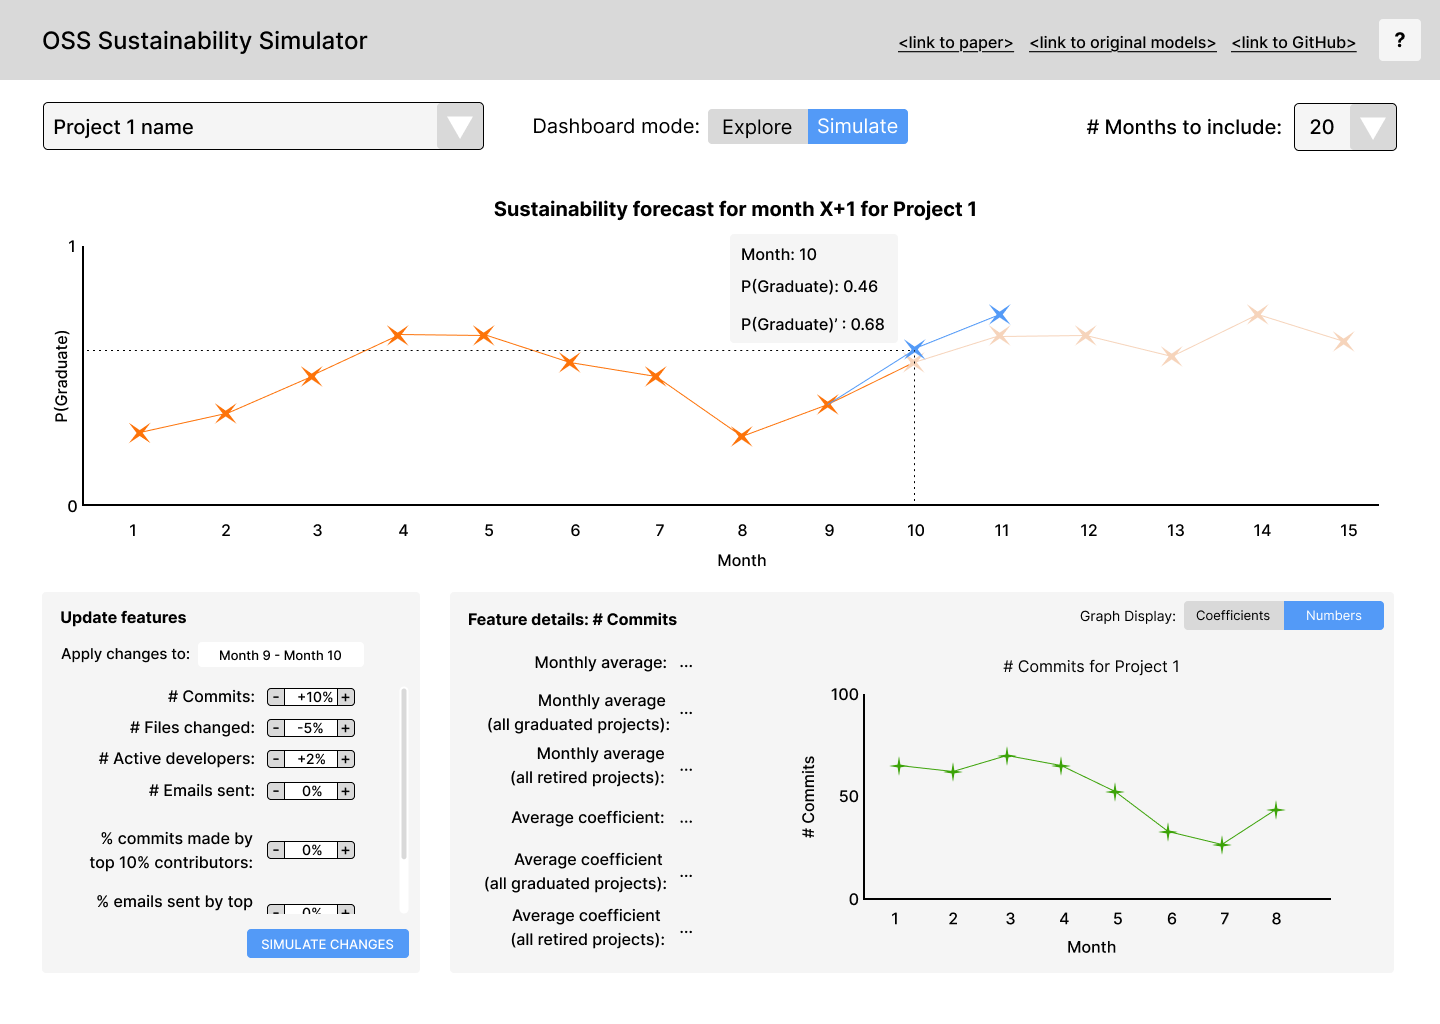 OSS Sustainability Simulator
<link to paper> <link to original models> <link to GitHub> ?
Project 1 name
Dashboard mode: Explore Simulate
# Months to include: 20
Sustainability forecast for month X+1 for Project 1
1
P(Graduate)
0
Month: 10
P(Graduate): 0.46
P(Graduate)’ : 0.68
1 2 3 4 5 6 7 8 9 10 11 12 13 14 15
Month
Update features
Apply changes to: Month 9 - Month 10
# Commits: - +10% +
# Files changed: - -5% +
# Active developers: - +2% +
# Emails sent: - 0% +
% commits made by
top 10% contributors: - 0% +
% emails sent by top
- 0% +
SIMULATE CHANGES
Feature details: # Commits
Graph Display: Coefficients Numbers
Monthly average: ...
Monthly average
(all graduated projects): ...
Monthly average
(all retired projects): ...
Average coefficient: ...
Average coefficient
(all graduated projects): ...
Average coefficient
(all retired projects): ...
# Commits for Project 1
100
50
0
# Commits
1 2 3 4 5 6 7 8
Month